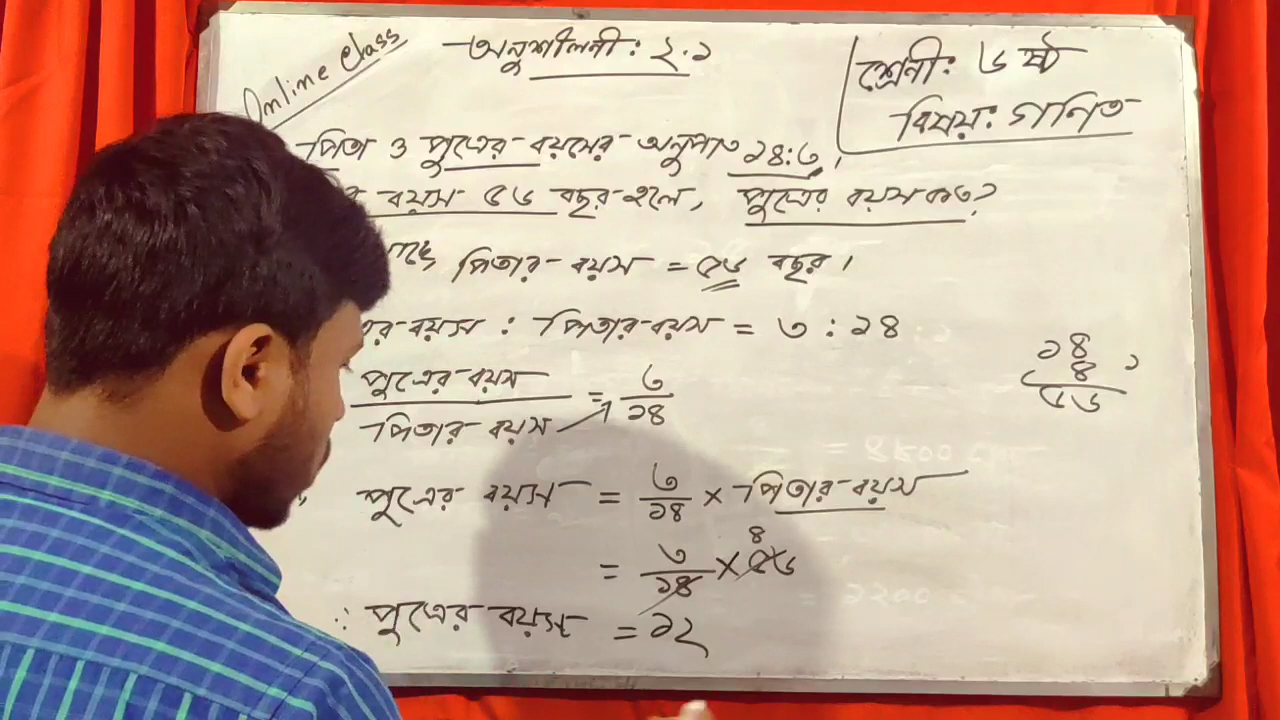 Online Class
অনুশীলনী: ২.১
শ্রেনী: ৬ ষ্ঠ
বিষয়: গণিত
পিতা ও পুত্রের বয়সের অনুপাত ১৪:৩।
বয়স ৫৬ বছর হলে, পুত্রের বয়স কত?
পিতার বয়স = ৫৬ বছর।
বয়স : পিতার বয়স = ৩ : ১৪
পুত্রের বয়স / পিতার বয়স = ৩/১৪
পুত্রের বয়স = ৩/১৪ × পিতার বয়স
৪
= ৩/১৪ × ৫৬
∴ পুত্রের বয়স = ১২
১৪
৪
৫৬